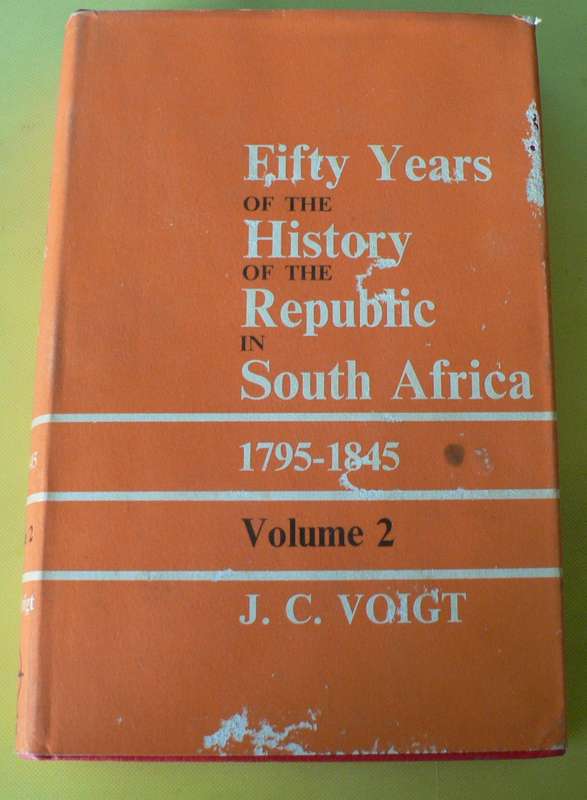 Fifty Years
OF THE
History
OF THE
Republic
IN
South Africa
1795-1845
Volume 2
J. C. VOIGT